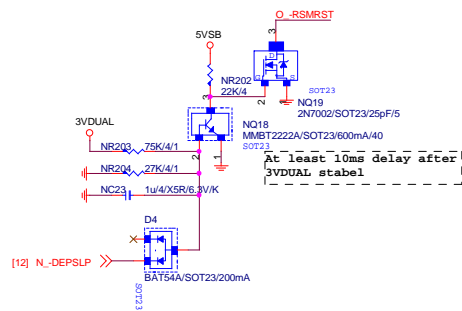 O_-RSMRST
5VSB
3
D
G
S
SOT23
NR202
22K/4
3
2
1
NQ19
2N7002/SOT23/25pF/5
3VDUAL
NQ18
MMBT2222A/SOT23/600mA/40
SOT23
NR203
75K/4/1
2
1
At least 10ms delay after
3VDUAL stabel
NR204
27K/4/1
NC23
1u/4/X5R/6.3V/K
D4
[12] N_-DEPSLP
BAT54A/SOT23/200mA
SOT23